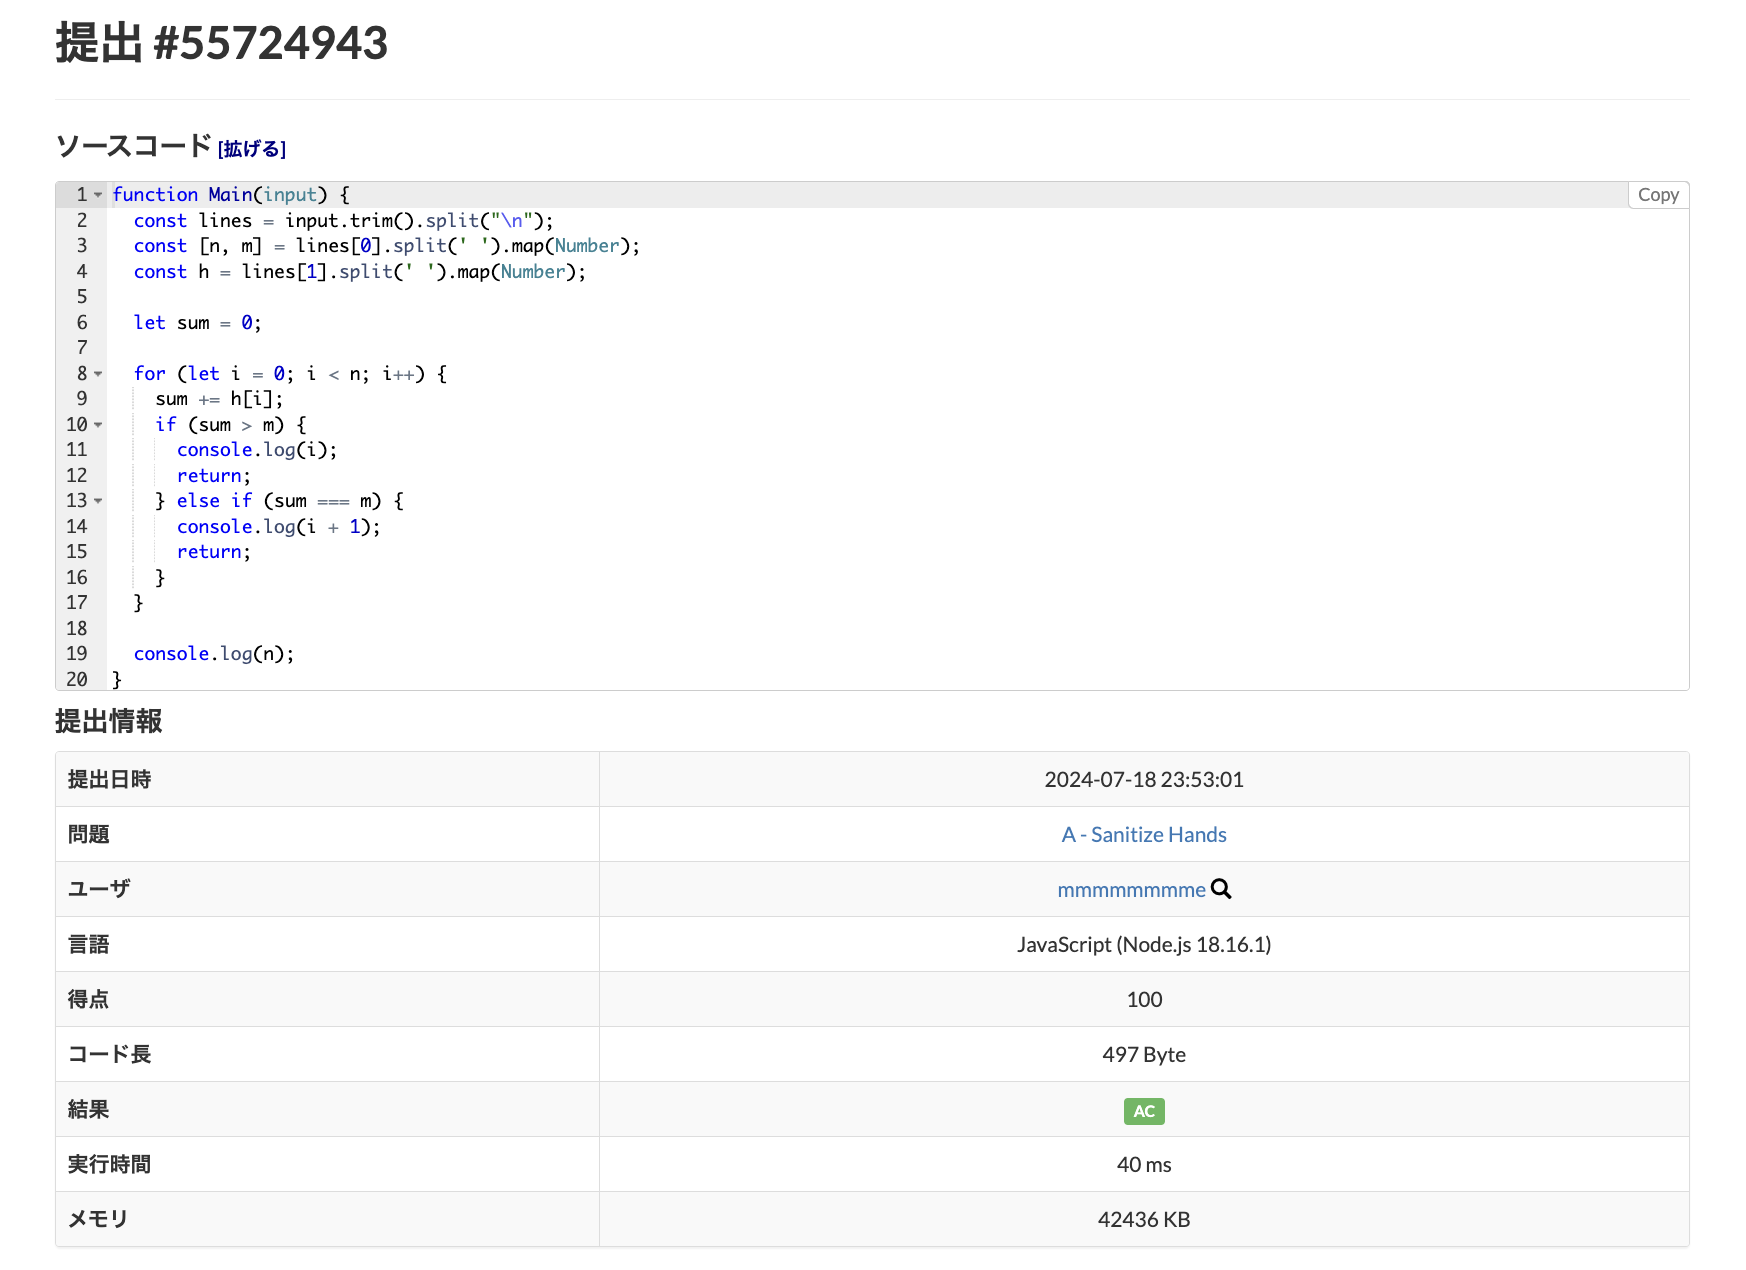 提出 #55724943
ソースコード [拡げる]
Copy
1 function Main(input) {
2 const lines = input.trim().split("\n");
3 const [n, m] = lines[0].split(' ').map(Number);
4 const h = lines[1].split(' ').map(Number);
5
6 let sum = 0;
7
8 for (let i = 0; i < n; i++) {
9 sum += h[i];
10 if (sum > m) {
11 console.log(i);
12 return;
13 } else if (sum === m) {
14 console.log(i + 1);
15 return;
16 }
17 }
18
19 console.log(n);
20 }
提出情報
提出日時 2024-07-18 23:53:01
問題 A - Sanitize Hands
ユーザ mmmmmmmme
言語 JavaScript (Node.js 18.16.1)
得点 100
コード長 497 Byte
結果 AC
実行時間 40 ms
メモリ 42436 KB